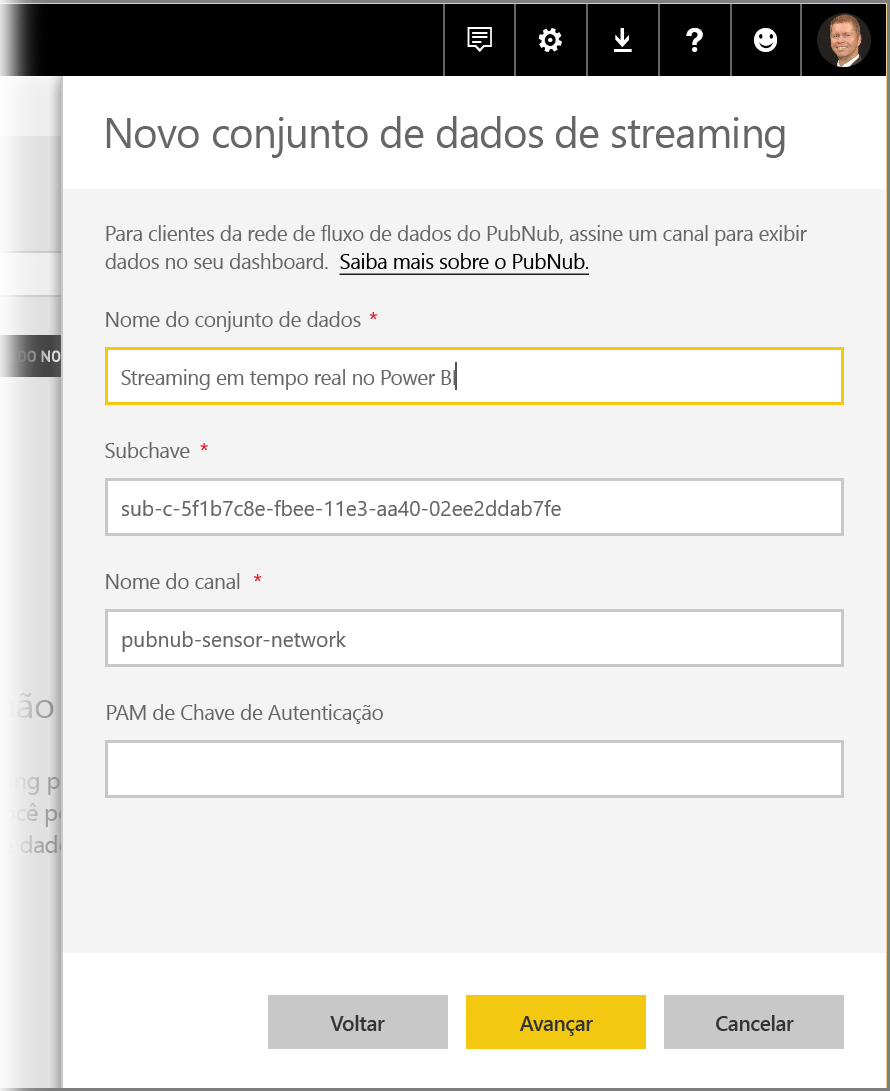 Novo conjunto de dados de streaming
Para clientes da rede de fluxo de dados do PubNub, assine um canal para exibir
dados no seu dashboard. Saiba mais sobre o PubNub.
Nome do conjunto de dados *
DO NO
Streaming em tempo real no Power BI
Subchave *
sub-c-5f1b7c8e-fbee-11e3-aa40-02ee2ddab7fe
Nome do canal *
pubnub-sensor-network
PAM de Chave de Autenticação
ão
ng p
cê p
dad
Voltar
Avançar
Cancelar